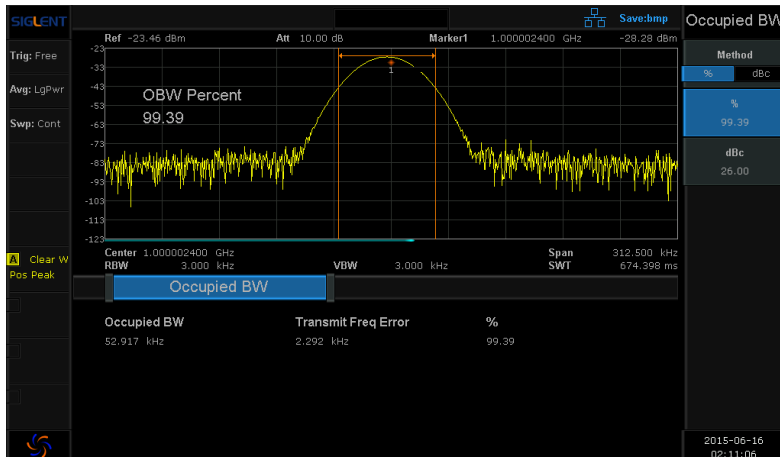 SIGLENT
Save:bmp
Occupied BW
Ref -23.46 dBm Att 10.00 dB Marker1 1.000002400 GHz -28.28 dBm
Trig: Free
Avg: LgPwr
Swp: Cont
-23
-33
-43
-53
-63
-73
-83
-93
-103
-113
-123
OBW Percent
99.39
1
Method
% dBc
%
99.39
dBc
26.00
A Clear W
Pos Peak
Center 1.000002400 GHz Span 312.500 kHz
RBW 3.000 kHz VBW 3.000 kHz SWT 674.398 ms
Occupied BW
Occupied BW Transmit Freq Error %
52.917 kHz 2.292 kHz 99.39
2015-06-16
02:11:06